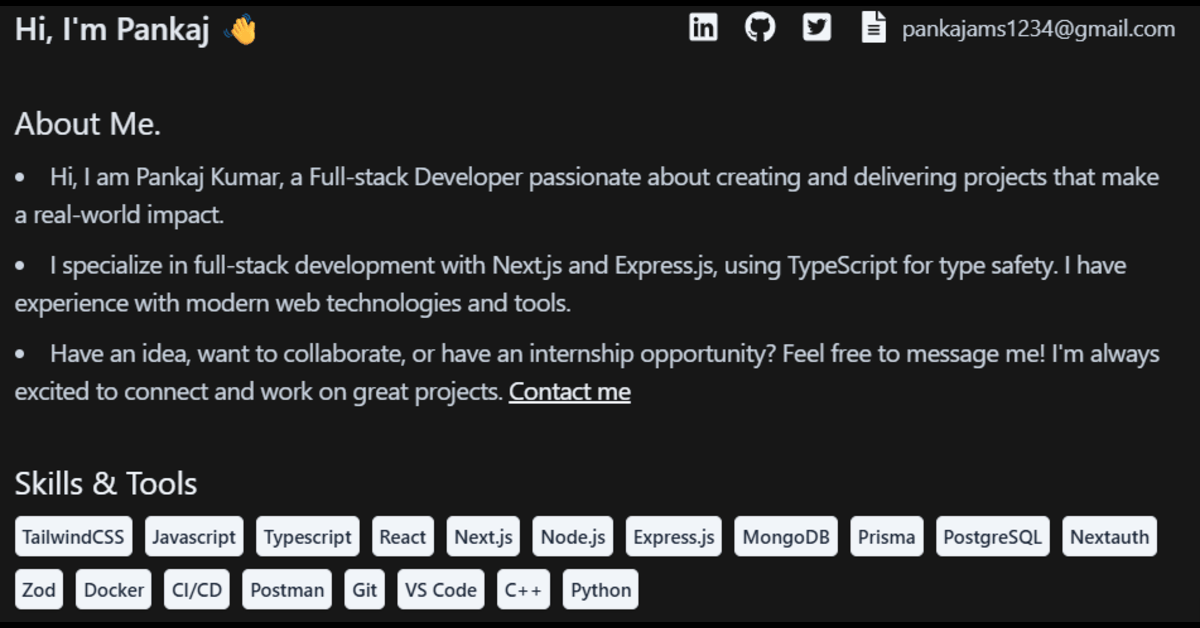 Hi, I'm Pankaj 👋
pankajams1234@gmail.com
About Me.
• Hi, I am Pankaj Kumar, a Full-stack Developer passionate about creating and delivering projects that make
a real-world impact.
• I specialize in full-stack development with Next.js and Express.js, using TypeScript for type safety. I have
experience with modern web technologies and tools.
• Have an idea, want to collaborate, or have an internship opportunity? Feel free to message me! I'm always
excited to connect and work on great projects. Contact me
Skills & Tools
TailwindCSS Javascript Typescript React Next.js Node.js Express.js MongoDB Prisma PostgreSQL Nextauth
Zod Docker CI/CD Postman Git VS Code C++ Python